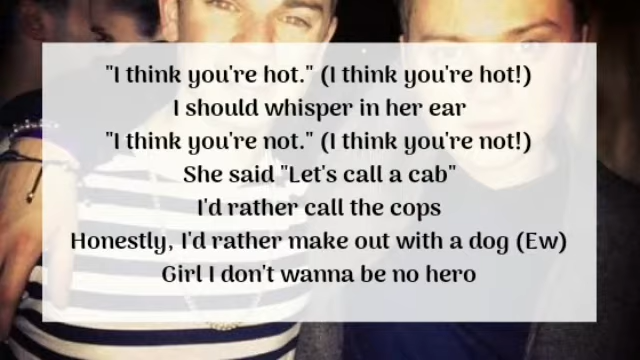 "I think you're hot." (I think you're hot!)
I should whisper in her ear
"I think you're not." (I think you're not!)
She said "Let's call a cab"
I'd rather call the cops
Honestly, I'd rather make out with a dog (Ew)
Girl I don't wanna be no hero